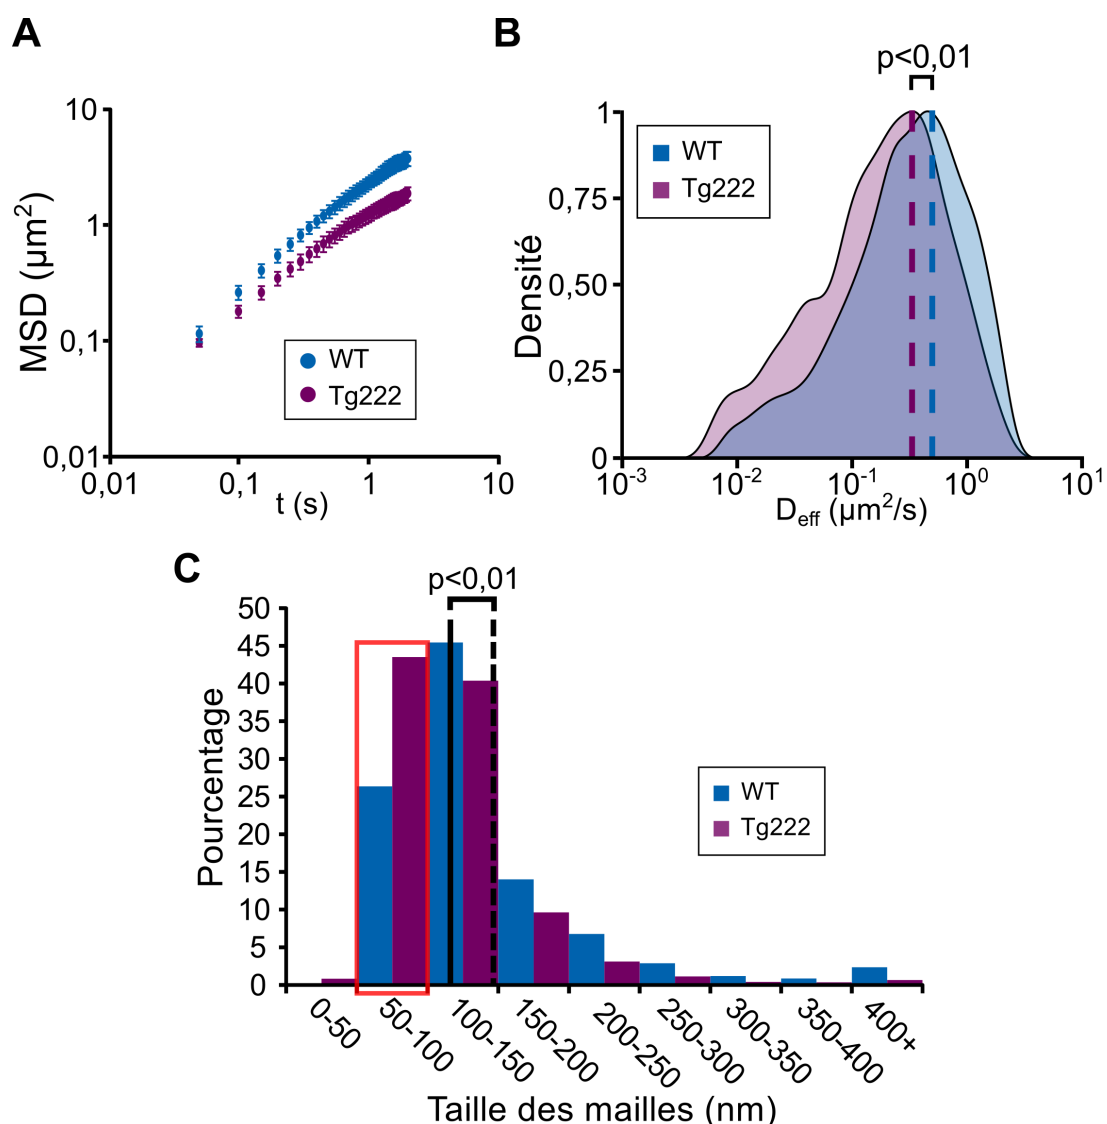 A
10
1
0,1
0,01
MSD (µm²)
0,01
0,1
1
10
t (s)
WT
Tg222
B
p<0,01
1
0,75
0,50
0,25
0
Densité
WT
Tg222
10⁻³
10⁻²
10⁻¹
10⁰
10¹
D_eff (µm²/s)
C
p<0,01
50
45
40
35
30
25
20
15
10
5
0
Pourcentage
WT
Tg222
0-50
50-100
100-150
150-200
200-250
250-300
300-350
350-400
400+
Taille des mailles (nm)